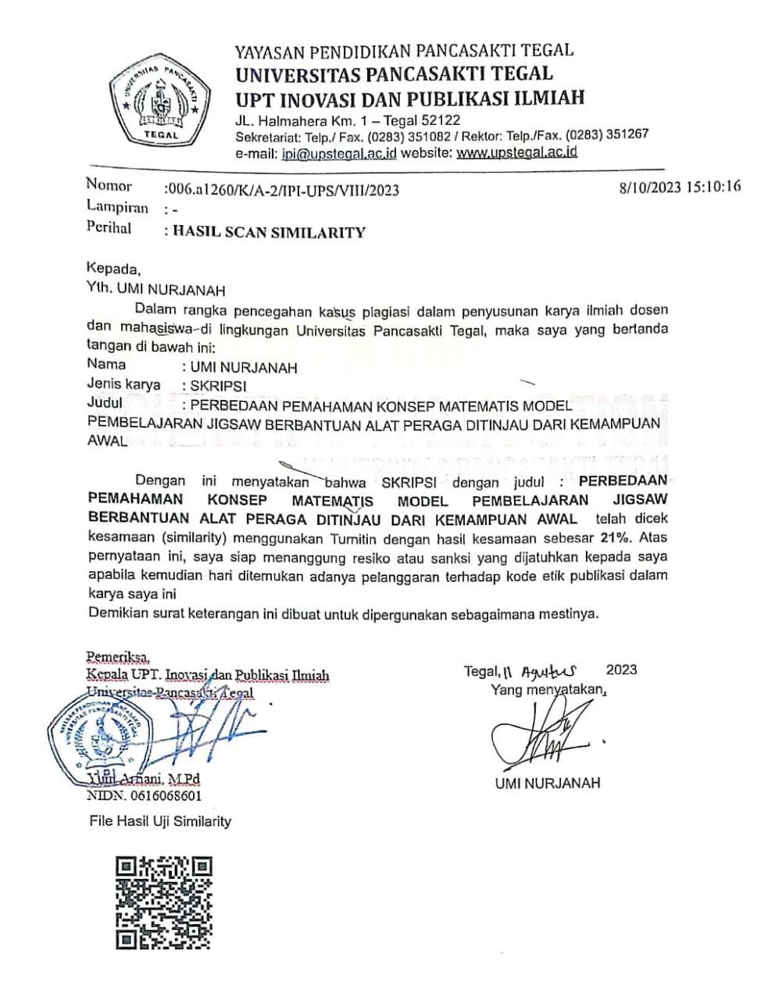 YAYASAN PENDIDIKAN PANCASAKTI TEGAL
UNIVERSITAS PANCASAKTI TEGAL
UPT INOVASI DAN PUBLIKASI ILMIAH
JL. Halmahera Km. 1 – Tegal 52122
Sekretariat: Telp./ Fax. (0283) 351082 / Rektor: Telp./Fax. (0283) 351267
e-mail: ipi@upstegal.ac.id website: www.upstegal.ac.id
UNIVERSITAS PANCASAKTI
TEGAL
Nomor :006.a1260/K/A-2/IPI-UPS/VIII/2023 8/10/2023 15:10:16
Lampiran : -
Perihal : HASIL SCAN SIMILARITY
Kepada,
Yth. UMI NURJANAH
Dalam rangka pencegahan kasus plagiasi dalam penyusunan karya ilmiah dosen
dan mahasiswa di lingkungan Universitas Pancasakti Tegal, maka saya yang bertanda
tangan di bawah ini:
Nama : UMI NURJANAH
Jenis karya : SKRIPSI
Judul : PERBEDAAN PEMAHAMAN KONSEP MATEMATIS MODEL
PEMBELAJARAN JIGSAW BERBANTUAN ALAT PERAGA DITINJAU DARI KEMAMPUAN
AWAL
Dengan ini menyatakan bahwa SKRIPSI dengan judul : PERBEDAAN
PEMAHAMAN KONSEP MATEMATIS MODEL PEMBELAJARAN JIGSAW
BERBANTUAN ALAT PERAGA DITINJAU DARI KEMAMPUAN AWAL telah dicek
kesamaan (similarity) menggunakan Turnitin dengan hasil kesamaan sebesar 21%. Atas
pernyataan ini, saya siap menanggung resiko atau sanksi yang dijatuhkan kepada saya
apabila kemudian hari ditemukan adanya pelanggaran terhadap kode etik publikasi dalam
karya saya ini
Demikian surat keterangan ini dibuat untuk dipergunakan sebagaimana mestinya.
Pemeriksa,
Kepala UPT. Inovasi dan Publikasi Ilmiah
Universitas Pancasakti Tegal
YAYASAN PENDIDIKAN PANCASAKTI
UNIVERSITAS PANCASAKTI TEGAL
M.Pd
NIDN. 0616068601
Tegal, 11 Agustus 2023
Yang menyatakan,
UMI NURJANAH
File Hasil Uji Similarity